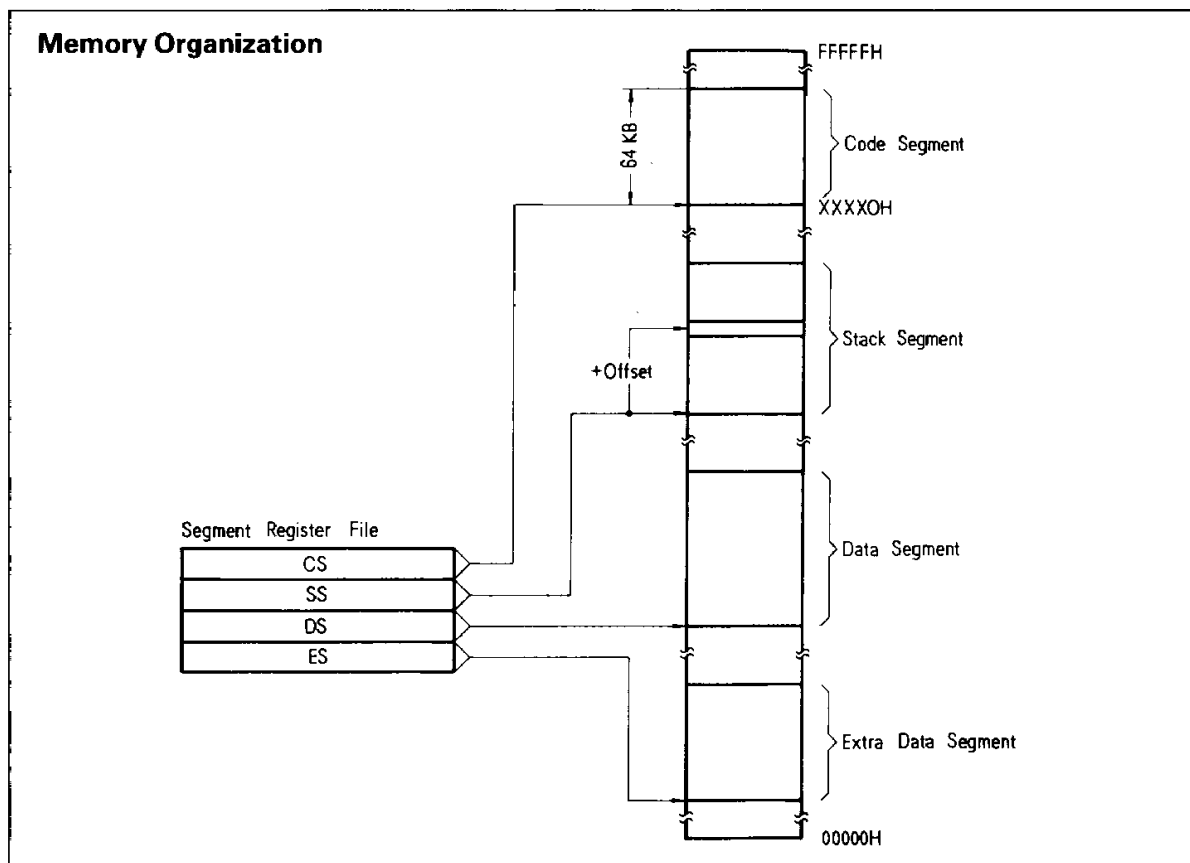 Memory Organization
FFFFFH
64 KB
Code Segment
XXXX0H
Stack Segment
+Offset
Data Segment
Segment Register File
CS
SS
DS
ES
Extra Data Segment
00000H